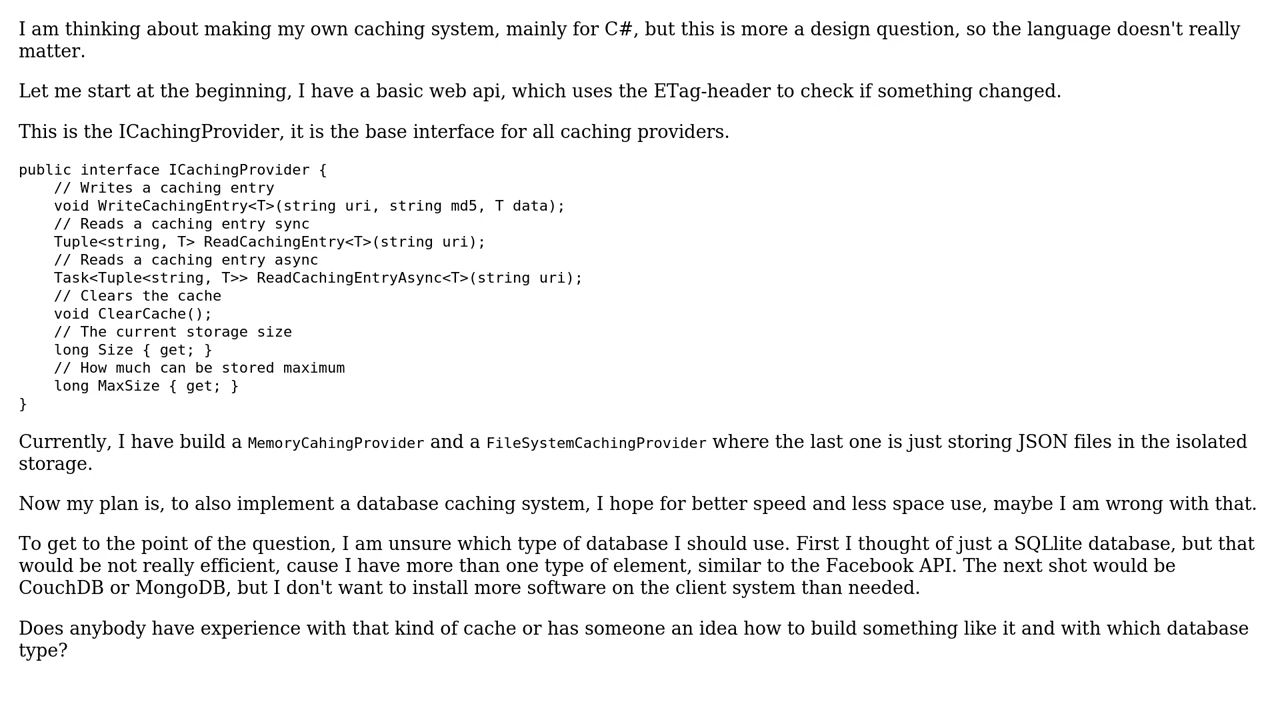 I am thinking about making my own caching system, mainly for C#, but this is more a design question, so the language doesn't really
matter.
Let me start at the beginning, I have a basic web api, which uses the ETag-header to check if something changed.
This is the ICachingProvider, it is the base interface for all caching providers.
public interface ICachingProvider {
    // Writes a caching entry
    void WriteCachingEntry<T>(string uri, string md5, T data);
    // Reads a caching entry sync
    Tuple<string, T> ReadCachingEntry<T>(string uri);
    // Reads a caching entry async
    Task<Tuple<string, T>> ReadCachingEntryAsync<T>(string uri);
    // Clears the cache
    void ClearCache();
    // The current storage size
    long Size { get; }
    // How much can be stored maximum
    long MaxSize { get; }
}
Currently, I have build a MemoryCahingProvider and a FileSystemCachingProvider where the last one is just storing JSON files in the isolated
storage.
Now my plan is, to also implement a database caching system, I hope for better speed and less space use, maybe I am wrong with that.
To get to the point of the question, I am unsure which type of database I should use. First I thought of just a SQLlite database, but that
would be not really efficient, cause I have more than one type of element, similar to the Facebook API. The next shot would be
CouchDB or MongoDB, but I don't want to install more software on the client system than needed.
Does anybody have experience with that kind of cache or has someone an idea how to build something like it and with which database
type?